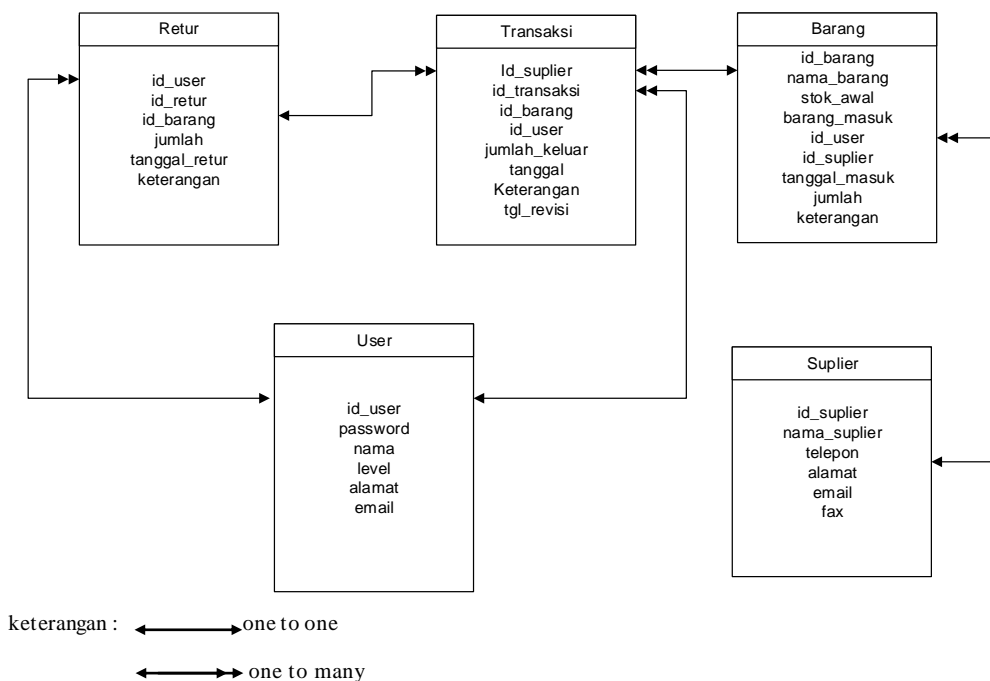 Retur
id_user
id_retur
id_barang
jumlah
tanggal_retur
keterangan
Transaksi
Id_suplier
id_transaksi
id_barang
id_user
jumlah_keluar
tanggal
Keterangan
tgl_revisi
Barang
id_barang
nama_barang
stok_awal
barang_masuk
id_user
id_suplier
tanggal_masuk
jumlah
keterangan
User
id_user
password
nama
level
alamat
email
Suplier
id_suplier
nama_suplier
telepon
alamat
email
fax
keterangan : one to one
one to many